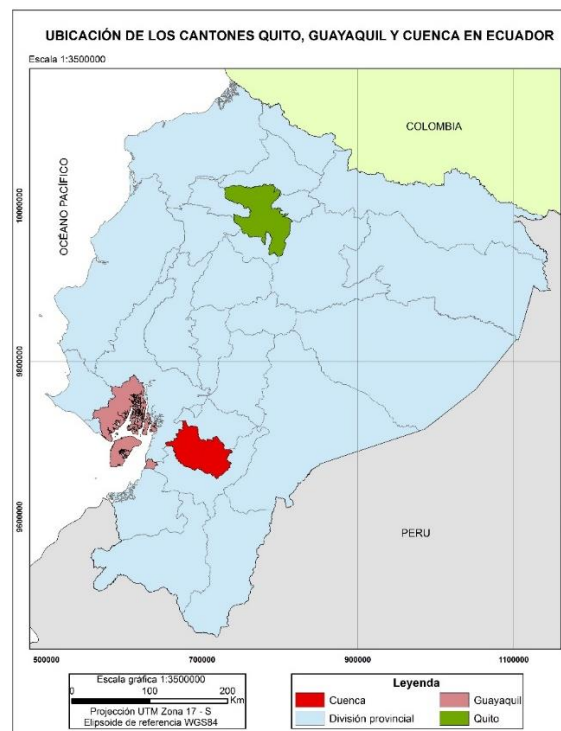 UBICACIÓN DE LOS CANTONES QUITO, GUAYAQUIL Y CUENCA EN ECUADOR
Escala 1:3500000
COLOMBIA
OCÉANO PACÍFICO
10000000
9800000
9600000
PERU
500000 700000 900000 1100000
Escala gráfica 1:3500000
0 100 200
Km
Projección UTM Zona 17 - S
Elipsoide de referencia WGS84
Leyenda
Cuenca Guayaquil
División provincial Quito